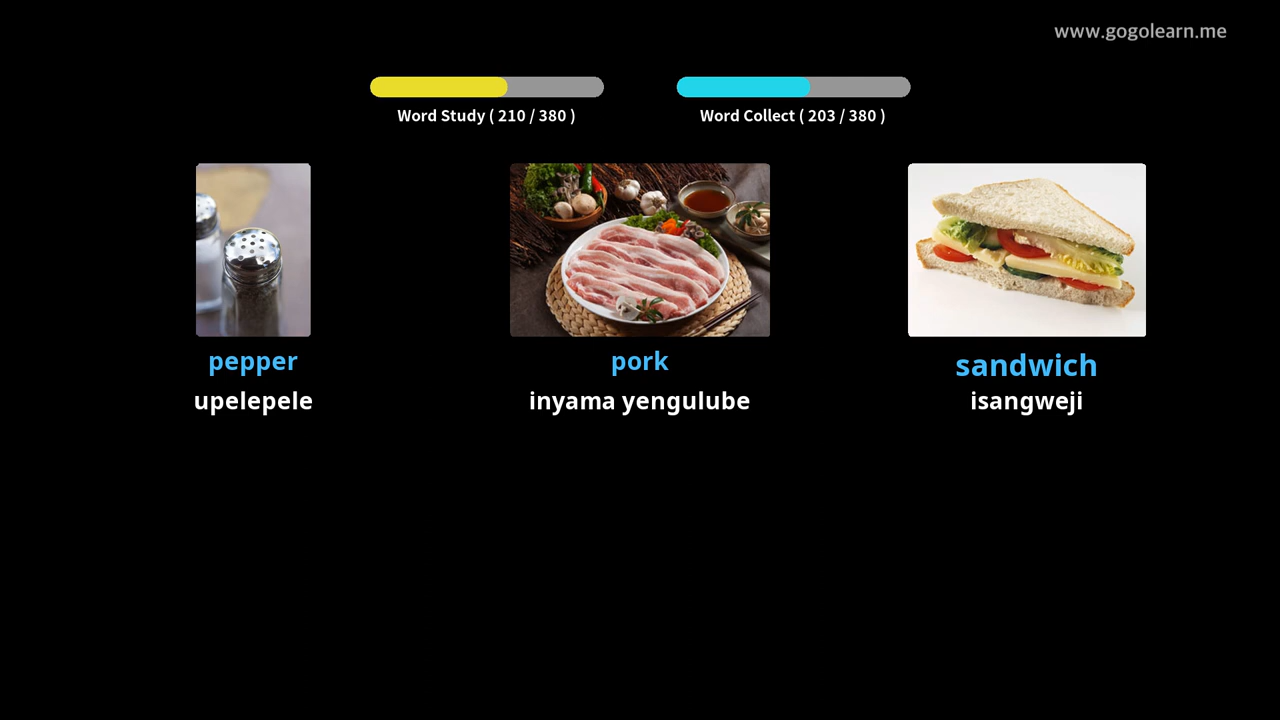 www.gogolearn.me
Word Study ( 210 / 380 )
Word Collect ( 203 / 380 )
pepper
upelepele
pork
inyama yengulube
sandwich
isangweji